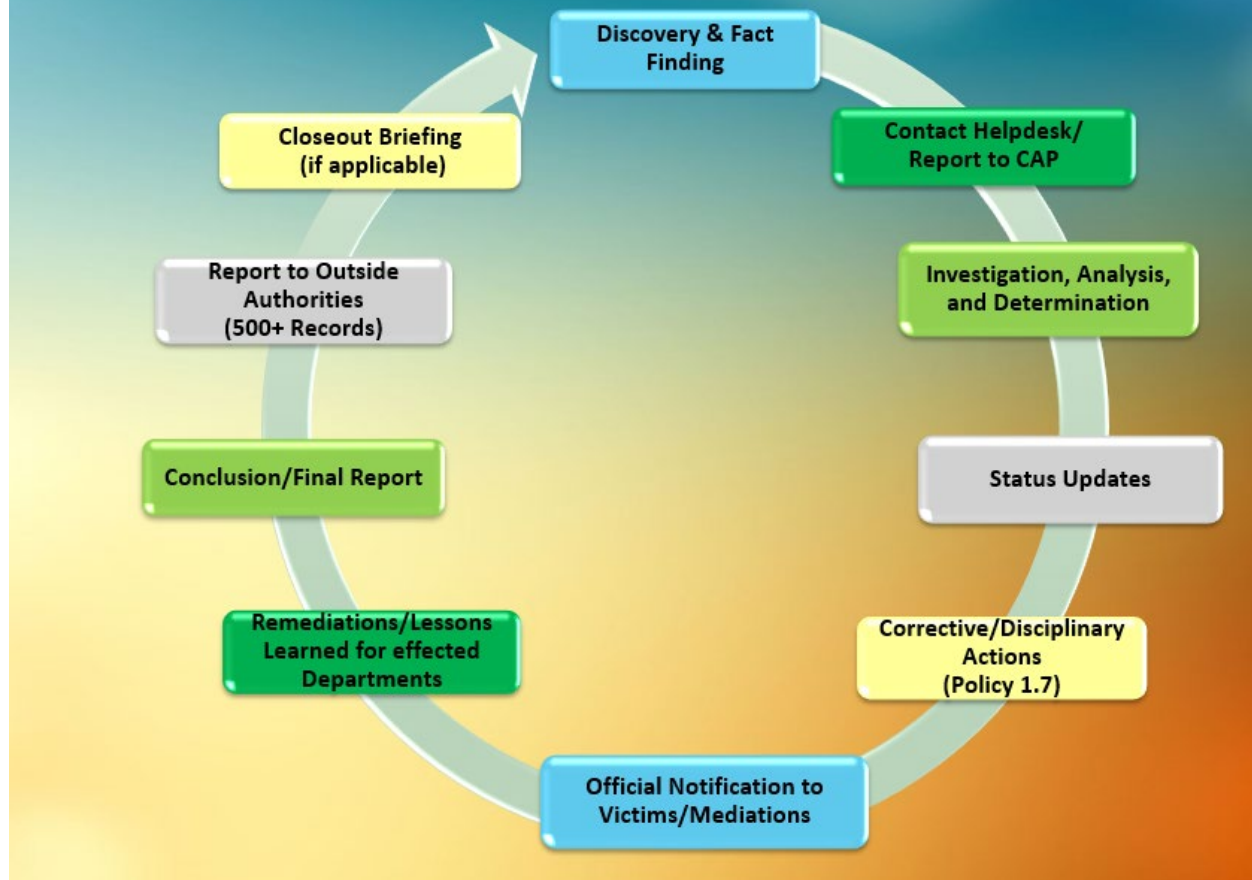 Discovery & Fact
Finding
Contact Helpdesk/
Report to CAP
Investigation, Analysis,
and Determination
Status Updates
Corrective/Disciplinary
Actions
(Policy 1.7)
Official Notification to
Victims/Mediations
Remediations/Lessons
Learned for effected
Departments
Conclusion/Final Report
Report to Outside
Authorities
(500+ Records)
Closeout Briefing
(if applicable)